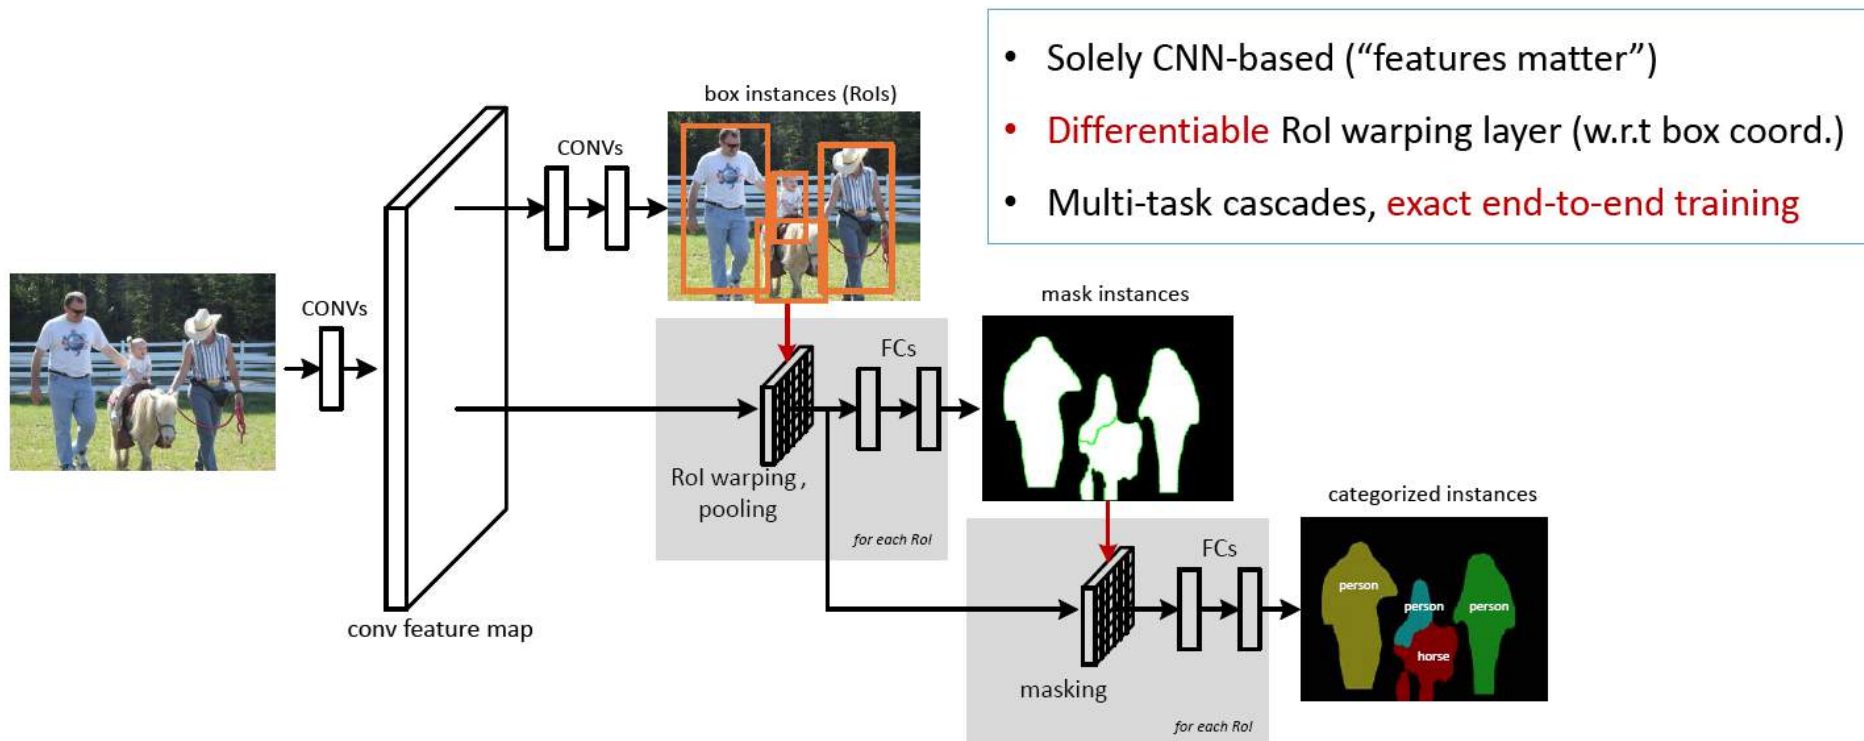 • Solely CNN-based (“features matter”)
• Differentiable RoI warping layer (w.r.t box coord.)
• Multi-task cascades, exact end-to-end training
box instances (RoIs)
CONVs
CONVs
conv feature map
mask instances
FCs
RoI warping ,
pooling
for each RoI
categorized instances
FCs
masking
for each RoI
person
person
person
horse